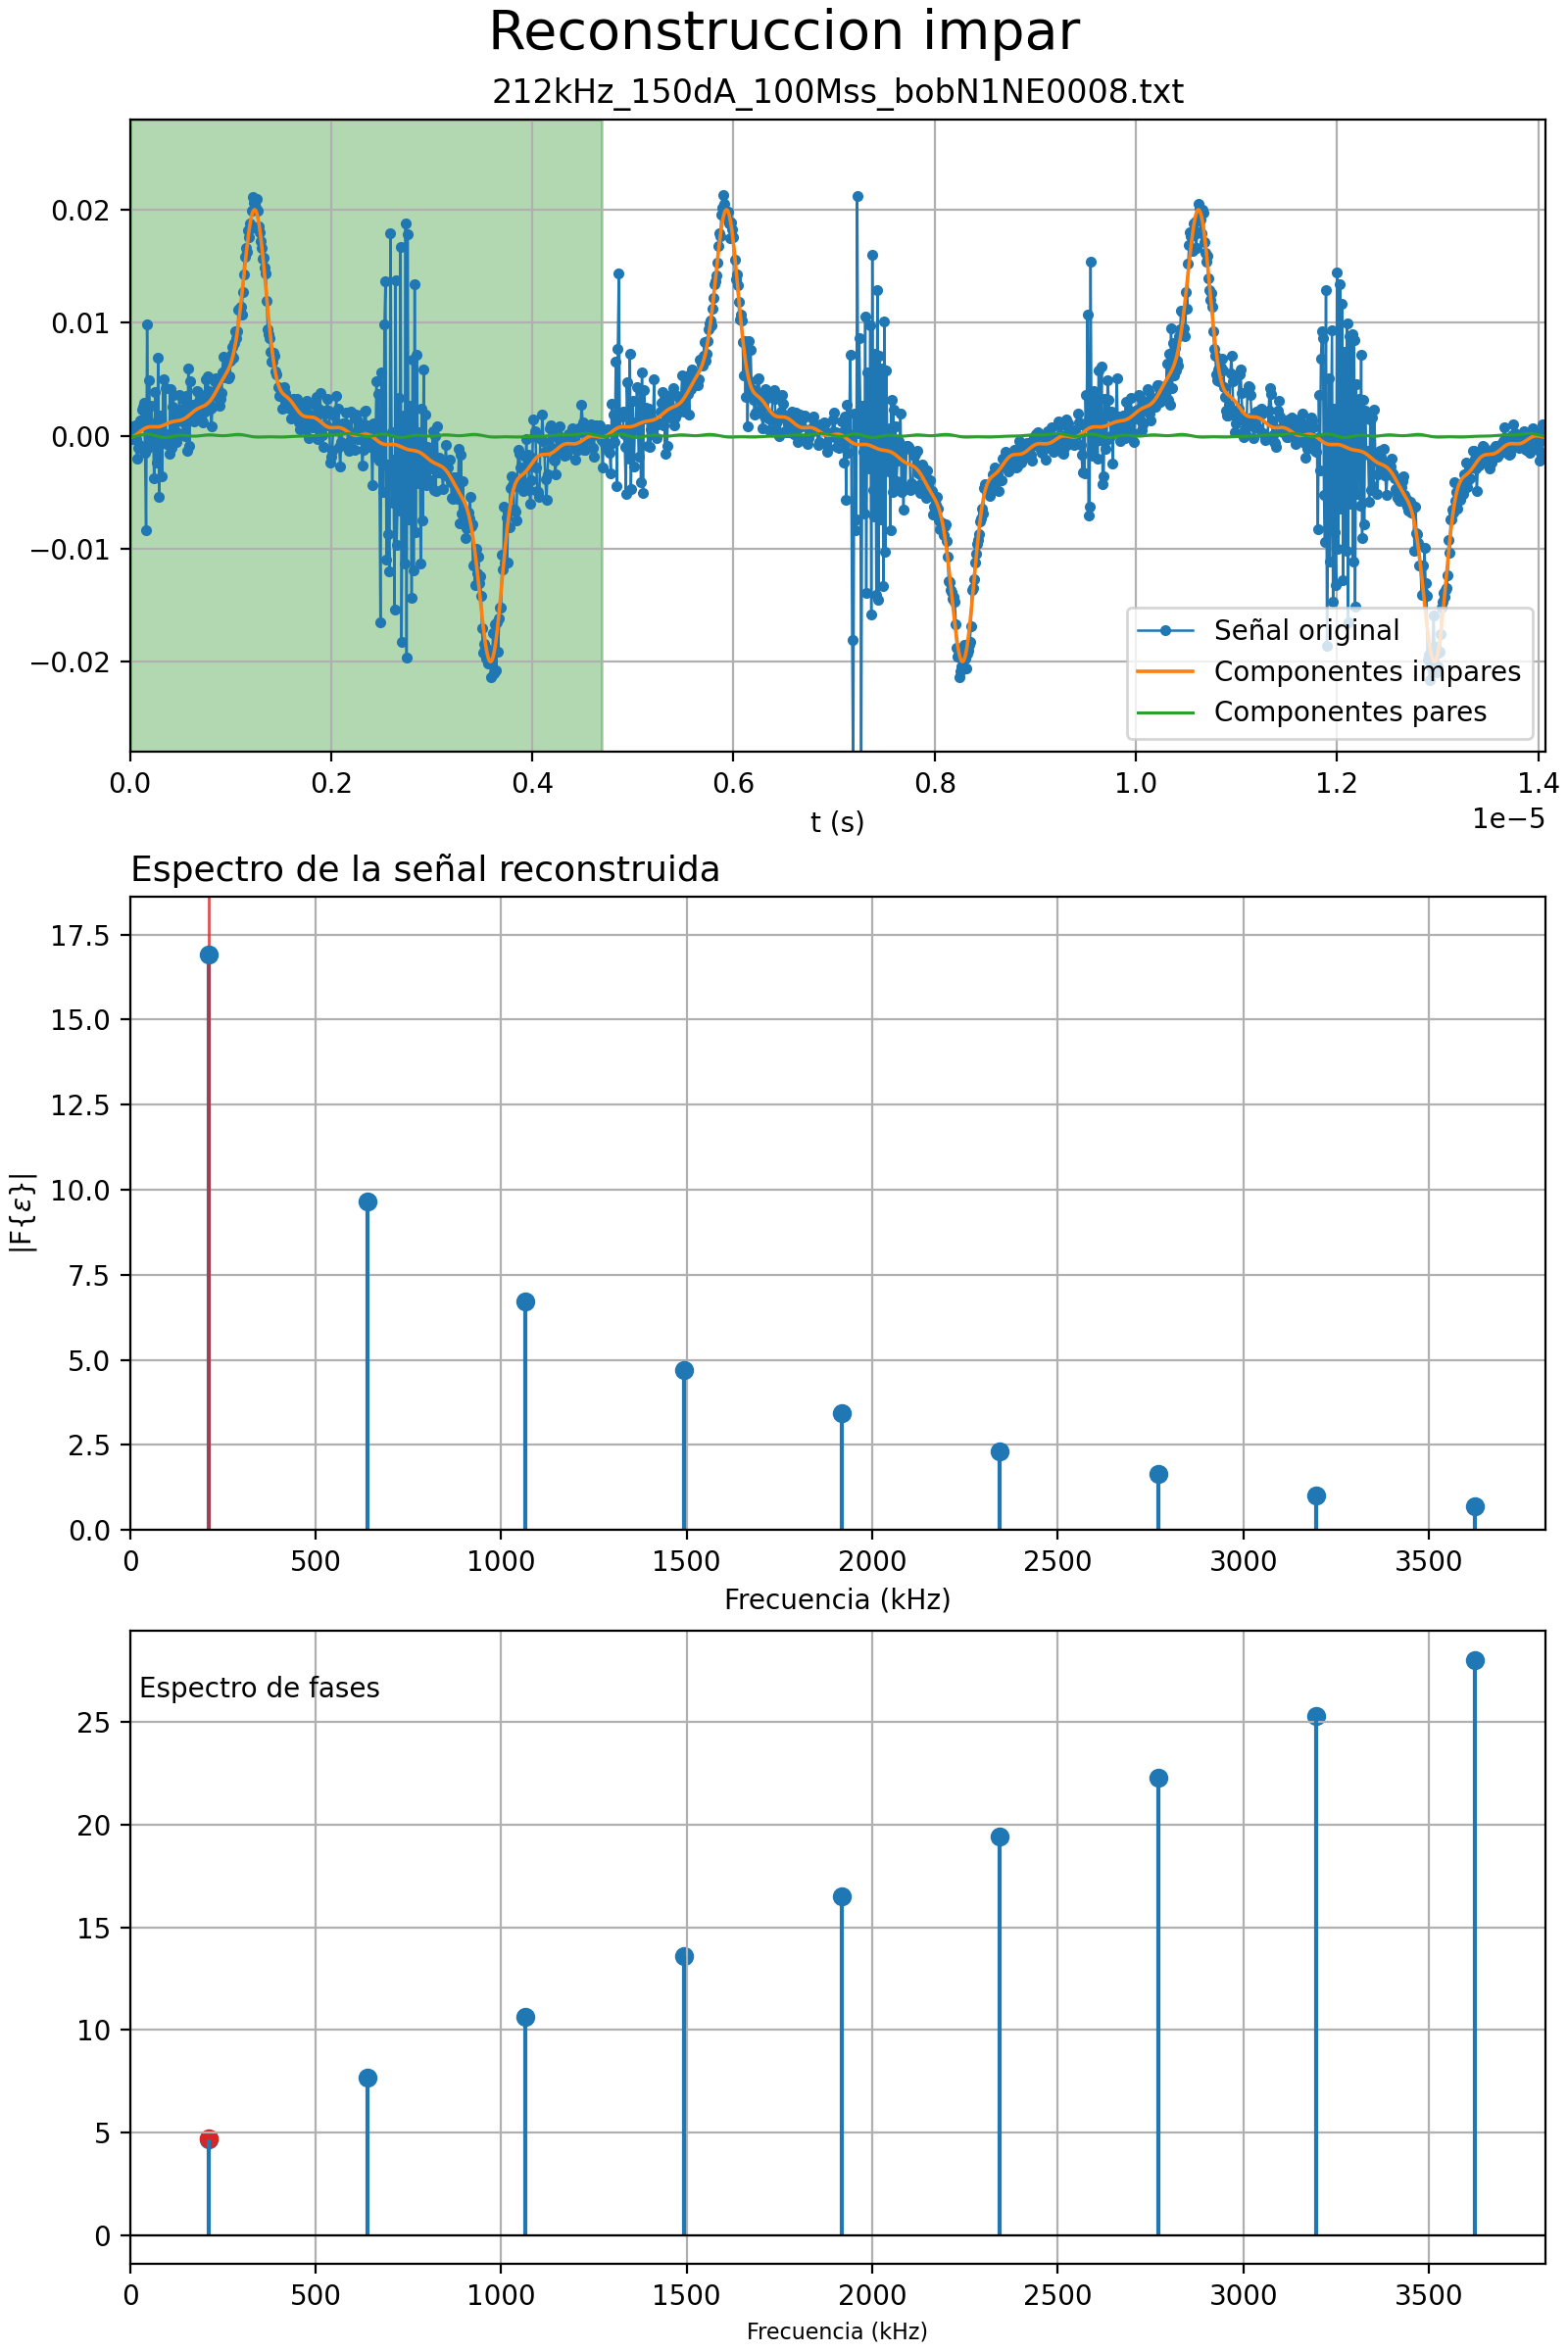 Reconstruccion impar
212kHz_150dA_100Mss_bobN1NE0008.txt
0.02
0.01
0.00
−0.01
−0.02
Señal original
Componentes impares
Componentes pares
0.0 0.2 0.4 0.6 0.8 1.0 1.2 1.4
1e−5
t (s)
Espectro de la señal reconstruida
17.5
15.0
12.5
10.0
7.5
5.0
2.5
0.0
|F{ε}|
0 500 1000 1500 2000 2500 3000 3500
Frecuencia (kHz)
Espectro de fases
25
20
15
10
5
0
0 500 1000 1500 2000 2500 3000 3500
Frecuencia (kHz)